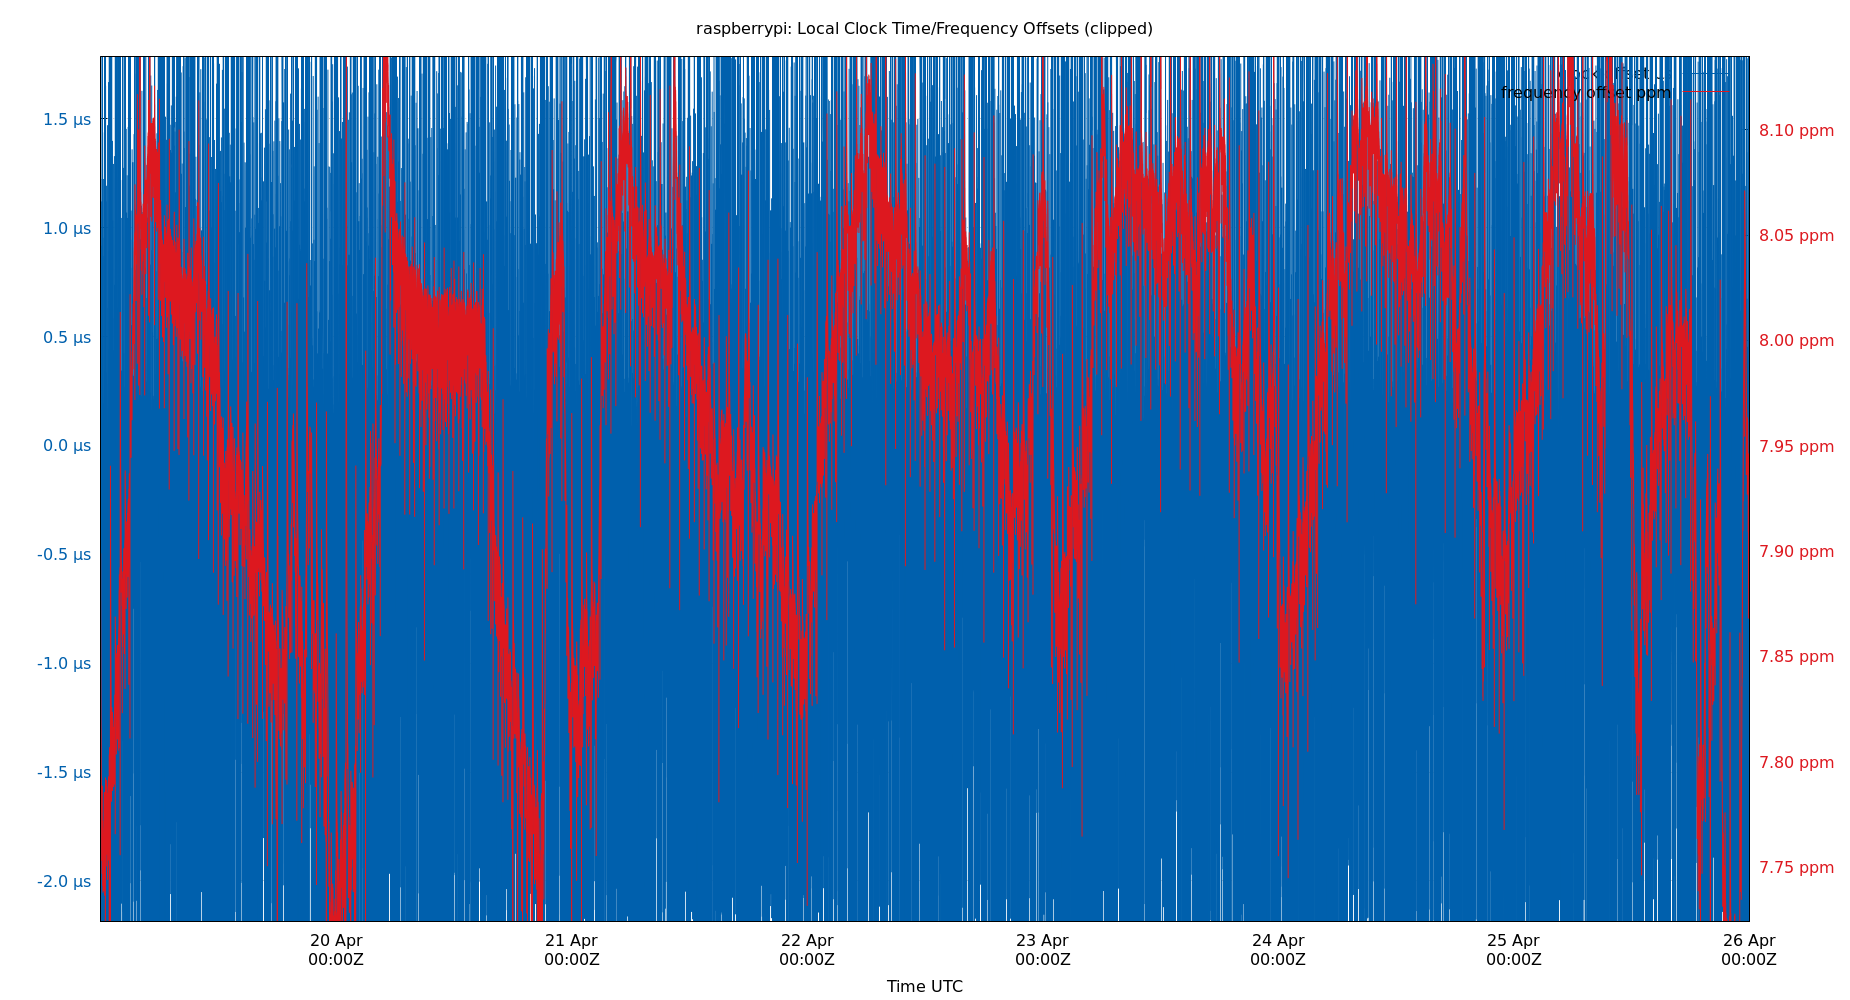 raspberrypi: Local Clock Time/Frequency Offsets (clipped)
clock offset
frequency offset ppm
1.5 µs
1.0 µs
0.5 µs
0.0 µs
-0.5 µs
-1.0 µs
-1.5 µs
-2.0 µs
8.10 ppm
8.05 ppm
8.00 ppm
7.95 ppm
7.90 ppm
7.85 ppm
7.80 ppm
7.75 ppm
20 Apr
00:00Z
21 Apr
00:00Z
22 Apr
00:00Z
23 Apr
00:00Z
24 Apr
00:00Z
25 Apr
00:00Z
26 Apr
00:00Z
Time UTC